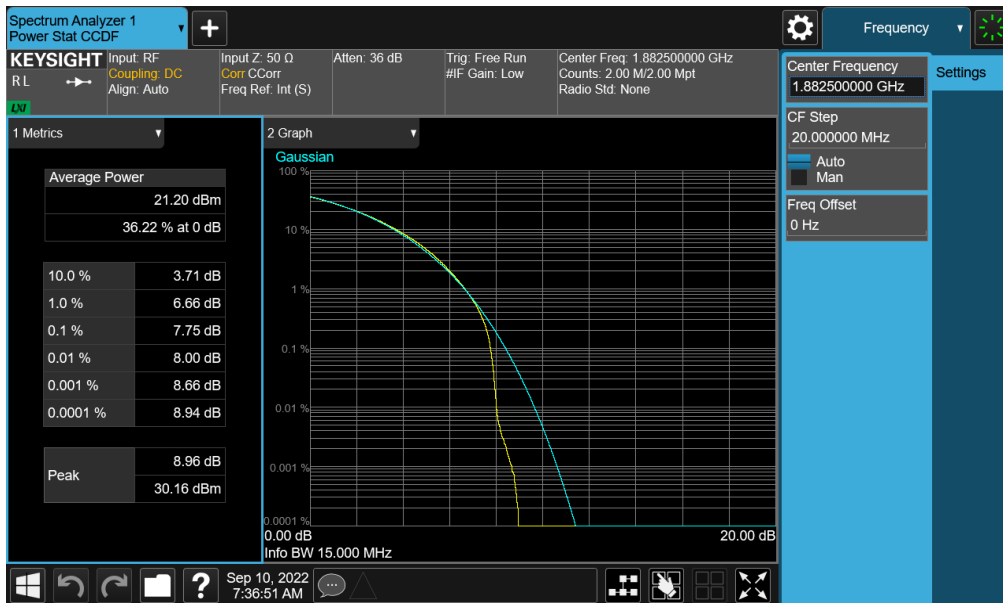 Spectrum Analyzer 1
Power Stat CCDF
+
Frequency
KEYSIGHT
RL
LXI
Input: RF
Coupling: DC
Align: Auto
Input Z: 50 Ω
Corr CCorr
Freq Ref: Int (S)
Atten: 36 dB
Trig: Free Run
#IF Gain: Low
Center Freq: 1.882500000 GHz
Counts: 2.00 M/2.00 Mpt
Radio Std: None
Center Frequency
1.882500000 GHz
Settings
CF Step
20.000000 MHz
Auto
Man
Freq Offset
0 Hz
1 Metrics
Average Power
21.20 dBm
36.22 % at 0 dB
10.0 % 3.71 dB
1.0 % 6.66 dB
0.1 % 7.75 dB
0.01 % 8.00 dB
0.001 % 8.66 dB
0.0001 % 8.94 dB
Peak
8.96 dB
30.16 dBm
2 Graph
Gaussian
100 %
10 %
1 %
0.1 %
0.01 %
0.001 %
0.0001 %
0.00 dB 20.00 dB
Info BW 15.000 MHz
?
Sep 10, 2022
7:36:51 AM